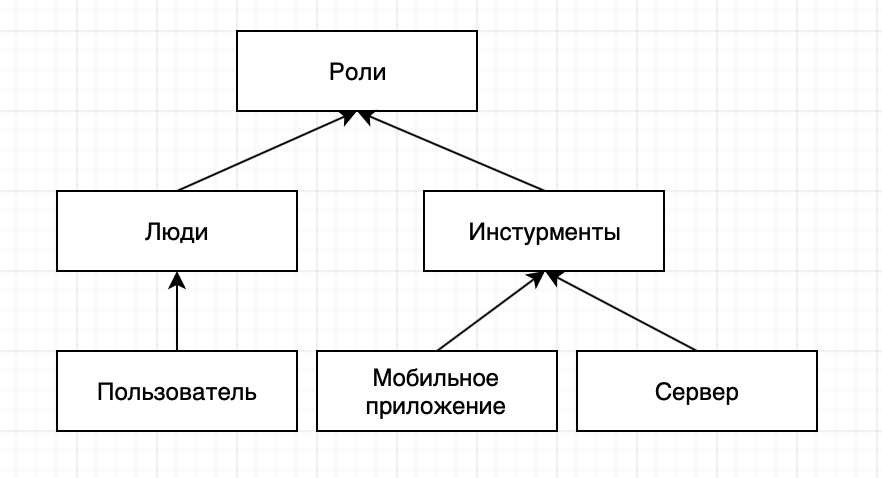 Роли
Люди
Инстурменты
Пользователь
Мобильное
приложение
Сервер